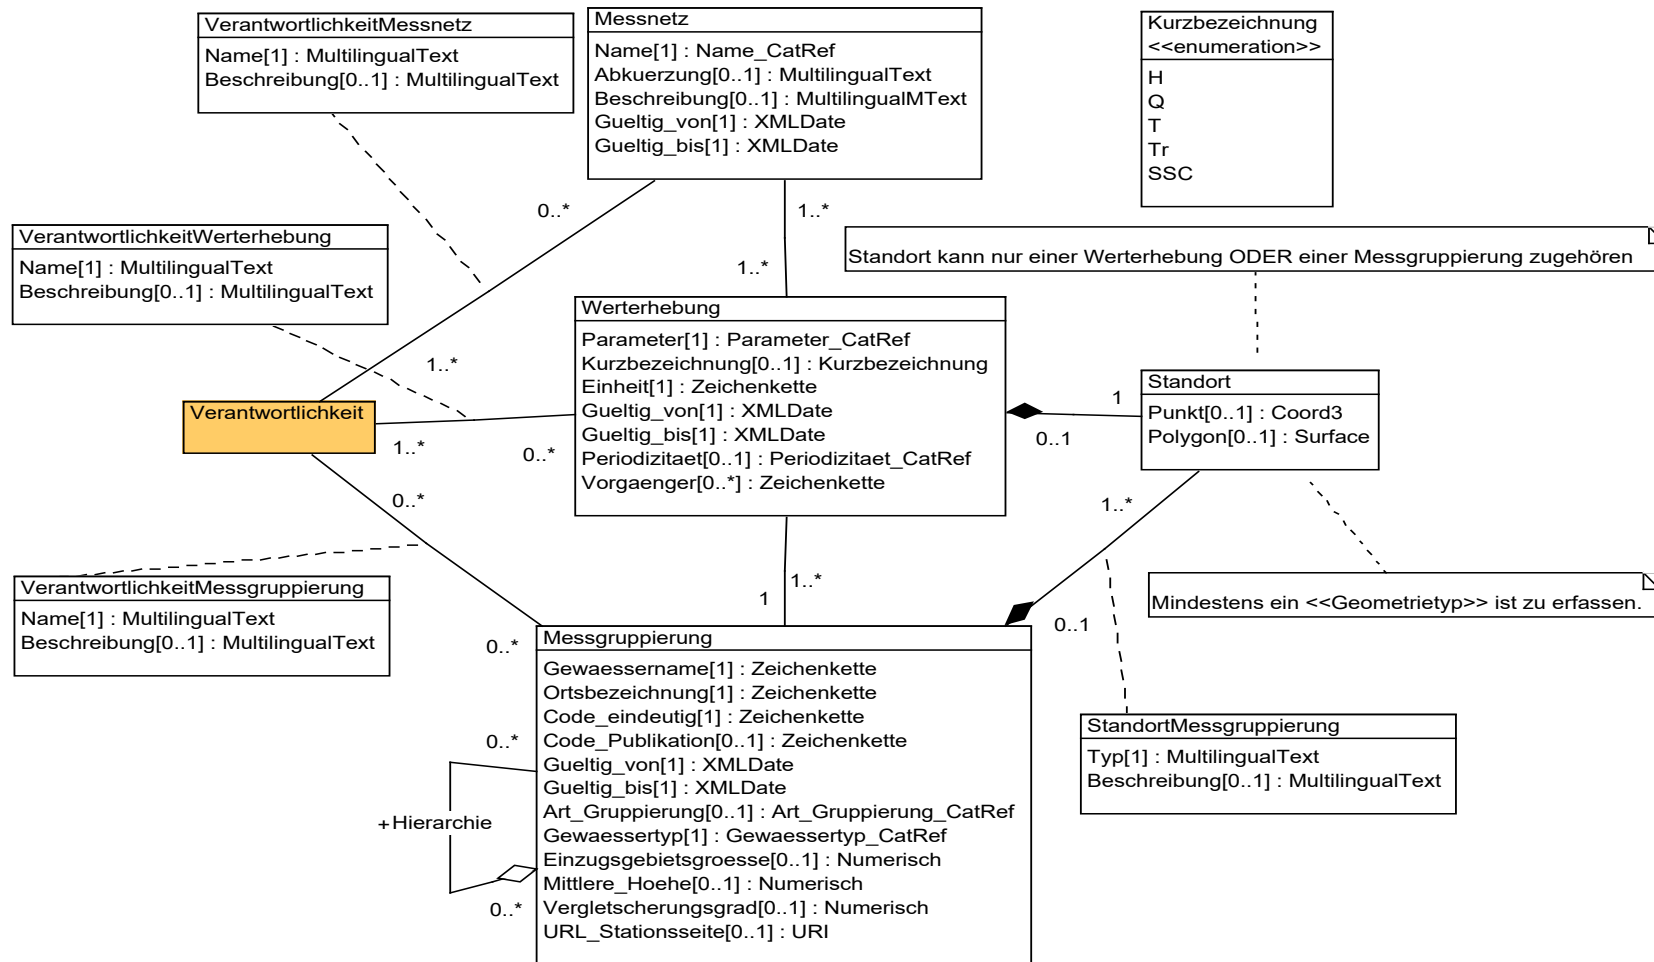 VerantwortlichkeitMessnetz
Name[1] : MultilingualText
Beschreibung[0..1] : MultilingualText
Messnetz
Name[1] : Name_CatRef
Abkuerzung[0..1] : MultilingualText
Beschreibung[0..1] : MultilingualMText
Gueltig_von[1] : XMLDate
Gueltig_bis[1] : XMLDate
Kurzbezeichnung
<<enumeration>>
H
Q
T
Tr
SSC
0..*
1..*
VerantwortlichkeitWerterhebung
Name[1] : MultilingualText
Beschreibung[0..1] : MultilingualText
Standort kann nur einer Werterhebung ODER einer Messgruppierung zugehören
1..*
Werterhebung
Parameter[1] : Parameter_CatRef
Kurzbezeichnung[0..1] : Kurzbezeichnung
Einheit[1] : Zeichenkette
Gueltig_von[1] : XMLDate
Gueltig_bis[1] : XMLDate
Periodizitaet[0..1] : Periodizitaet_CatRef
Vorgaenger[0..*] : Zeichenkette
1..*
Verantwortlichkeit
1..*
0..*
1
0..1
Standort
Punkt[0..1] : Coord3
Polygon[0..1] : Surface
0..*
1..*
VerantwortlichkeitMessgruppierung
Name[1] : MultilingualText
Beschreibung[0..1] : MultilingualText
1..*
1
Mindestens ein <<Geometrietyp>> ist zu erfassen.
0..1
0..*
Messgruppierung
Gewaessername[1] : Zeichenkette
Ortsbezeichnung[1] : Zeichenkette
Code_eindeutig[1] : Zeichenkette
Code_Publikation[0..1] : Zeichenkette
Gueltig_von[1] : XMLDate
Gueltig_bis[1] : XMLDate
Art_Gruppierung[0..1] : Art_Gruppierung_CatRef
Gewaessertyp[1] : Gewaessertyp_CatRef
Einzugsgebietsgroesse[0..1] : Numerisch
Mittlere_Hoehe[0..1] : Numerisch
Vergletscherungsgrad[0..1] : Numerisch
URL_Stationsseite[0..1] : URI
0..*
+Hierarchie
0..*
StandortMessgruppierung
Typ[1] : MultilingualText
Beschreibung[0..1] : MultilingualText